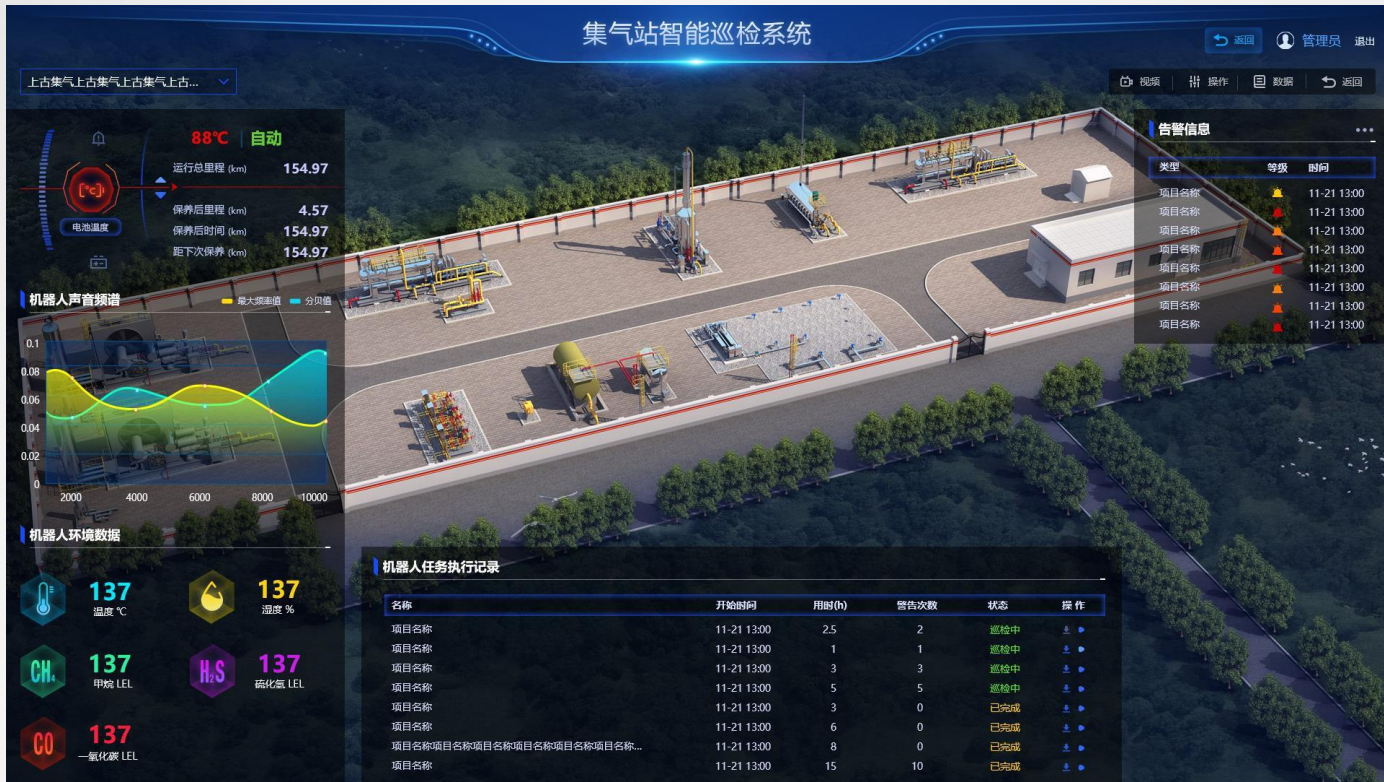 集气站智能巡检系统
返回 管理员 退出
上古集气上古集气上古集气上古...
视频 操作 数据 返回
88℃ 自动
运行总里程 (km) 154.97
[℃]
电池温度
保养后里程 (km) 4.57
保养后时间 (km) 154.97
距下次保养 (km) 154.97
告警信息
类型 等级 时间
项目名称 11-21 13:00
项目名称 11-21 13:00
项目名称 11-21 13:00
项目名称 11-21 13:00
项目名称 11-21 13:00
项目名称 11-21 13:00
项目名称 11-21 13:00
项目名称 11-21 13:00
机器人声音频谱 最大频率值 分贝值
0.1
0.08
0.06
0.04
0.02
0
2000 4000 6000 8000 10000
机器人环境数据
137
温度 ℃
137
湿度 %
CH₄ 137
甲烷 LEL
H₂S 137
硫化氢 LEL
CO 137
一氧化碳 LEL
机器人任务执行记录
名称 开始时间 用时(h) 警告次数 状态 操作
项目名称 11-21 13:00 2.5 2 巡检中
项目名称 11-21 13:00 1 1 巡检中
项目名称 11-21 13:00 3 3 巡检中
项目名称 11-21 13:00 5 5 巡检中
项目名称 11-21 13:00 3 0 已完成
项目名称 11-21 13:00 6 0 已完成
项目名称项目名称项目名称项目名称项目名称项目名称... 11-21 13:00 8 0 已完成
项目名称 11-21 13:00 15 10 已完成